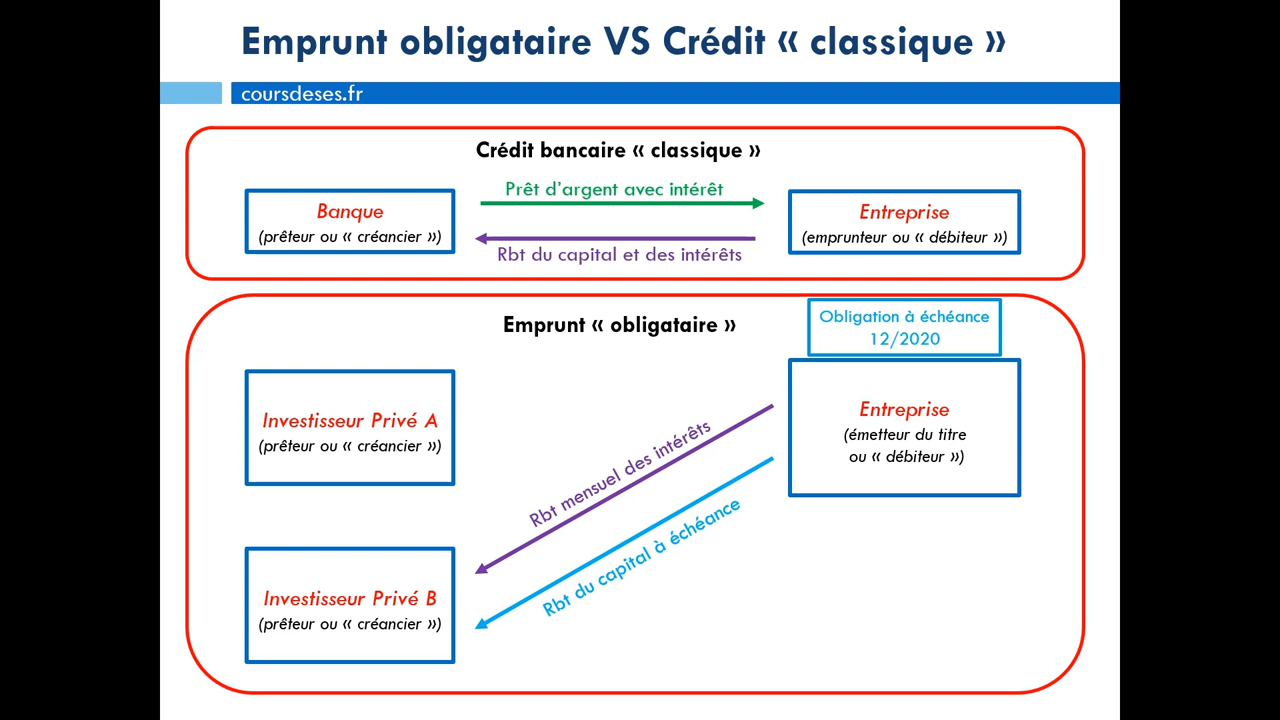 Emprunt obligataire VS Crédit « classique »
coursdeses.fr
Crédit bancaire « classique »
Banque
(prêteur ou « créancier »)
Prêt d'argent avec intérêt
Rbt du capital et des intérêts
Entreprise
(emprunteur ou « débiteur »)
Emprunt « obligataire »
Obligation à échéance
12/2020
Investisseur Privé A
(prêteur ou « créancier »)
Entreprise
(émetteur du titre
ou « débiteur »)
Rbt mensuel des intérêts
Rbt du capital à échéance
Investisseur Privé B
(prêteur ou « créancier »)